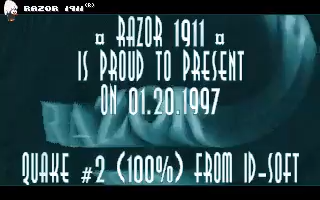 RAZOR 1911 (R)
¤ RAZOR 1911 ¤
IS PROUD TO PRESENT
ON 01.20.1997
QUAKE #2 (100%) FROM ID-SOFT